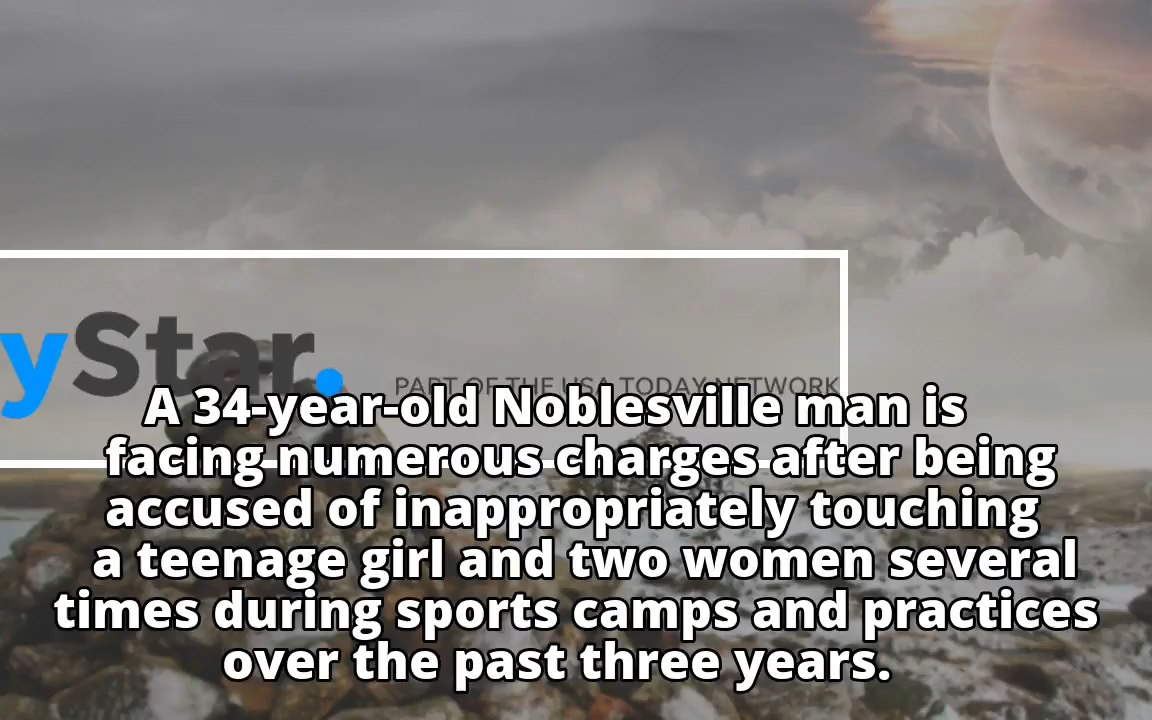 yStar.
PART OF THE USA TODAY NETWORK
A 34-year-old Noblesville man is
facing numerous charges after being
accused of inappropriately touching
a teenage girl and two women several
times during sports camps and practices
over the past three years.